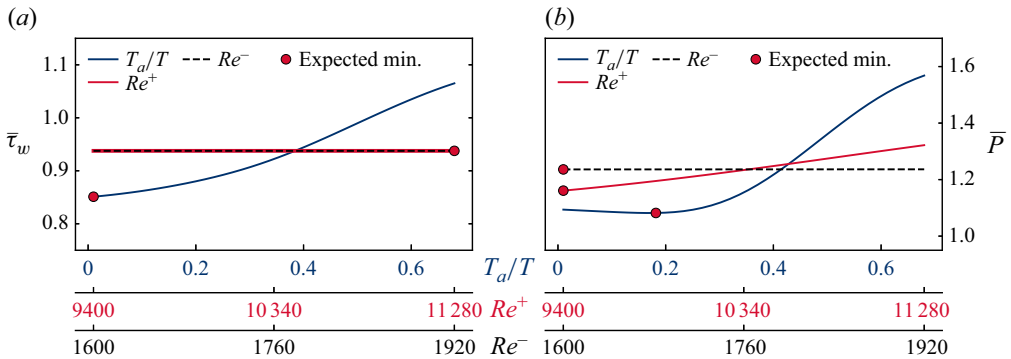 (a)
T_a/T Re^- Expected min.
Re^+
1.1
1.0
0.9
0.8
τ̅_w
0 0.2 0.4 0.6 T_a/T
9400 10 340 11 280 Re^+
1600 1760 1920 Re^-
(b)
T_a/T Re^- Expected min.
Re^+
1.6
1.4
1.2
1.0
P̅
0 0.2 0.4 0.6
9400 10 340 11 280
1600 1760 1920